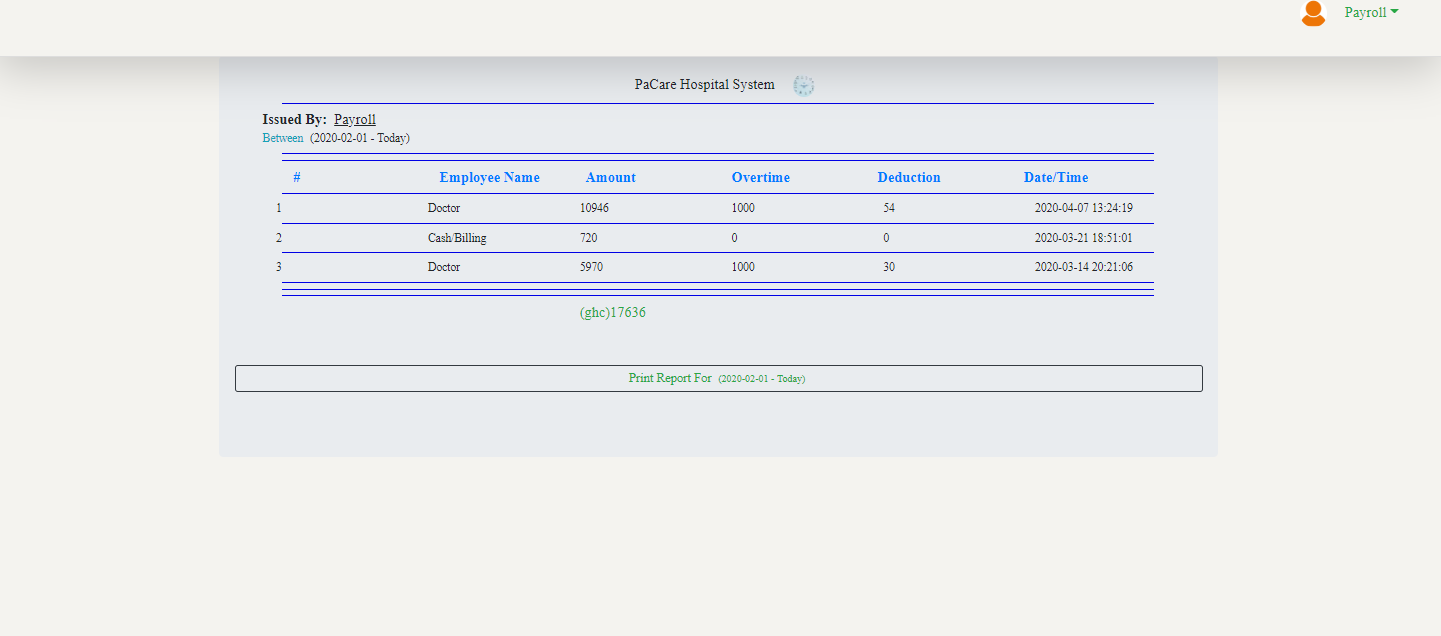 Payroll
PaCare Hospital System
Issued By: Payroll
Between (2020-02-01 - Today)
# Employee Name Amount Overtime Deduction Date/Time
1 Doctor 10946 1000 54 2020-04-07 13:24:19
2 Cash/Billing 720 0 0 2020-03-21 18:51:01
3 Doctor 5970 1000 30 2020-03-14 20:21:06
(ghc)17636
Print Report For (2020-02-01 - Today)